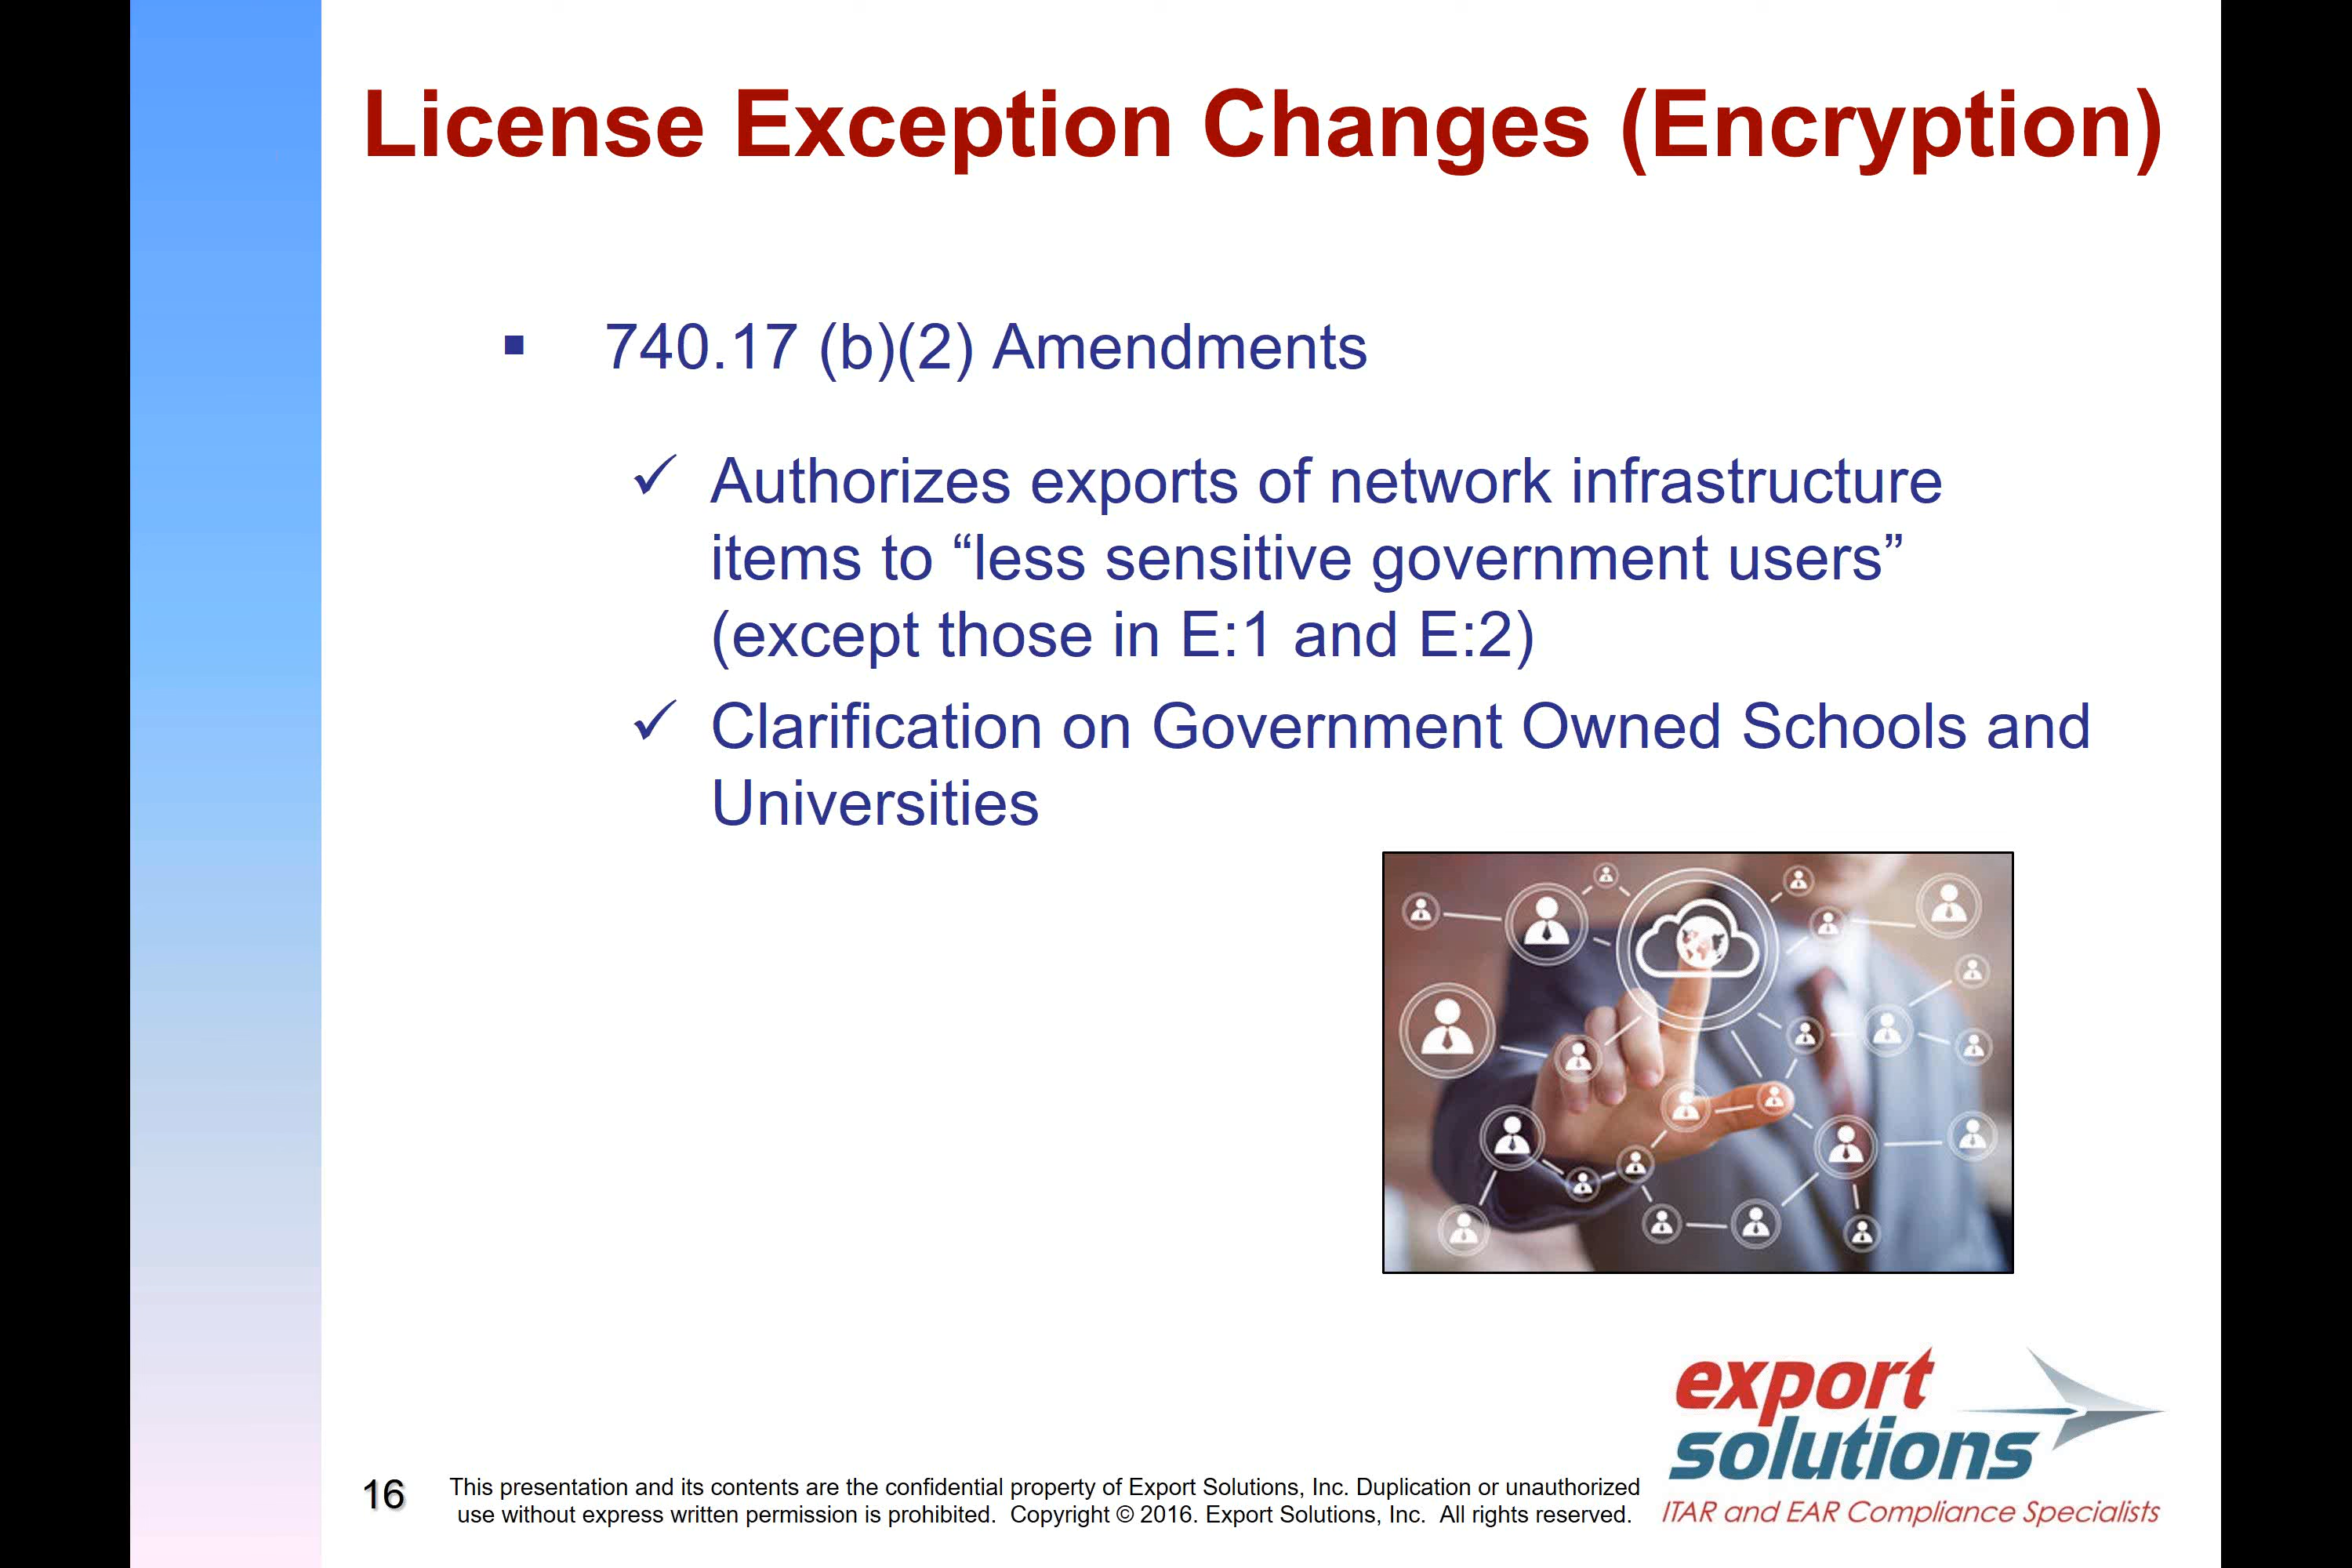 License Exception Changes (Encryption)
▪ 740.17 (b)(2) Amendments
✓ Authorizes exports of network infrastructure
items to “less sensitive government users”
(except those in E:1 and E:2)
✓ Clarification on Government Owned Schools and
Universities
export
solutions
ITAR and EAR Compliance Specialists
16
This presentation and its contents are the confidential property of Export Solutions, Inc. Duplication or unauthorized
use without express written permission is prohibited. Copyright © 2016. Export Solutions, Inc. All rights reserved.